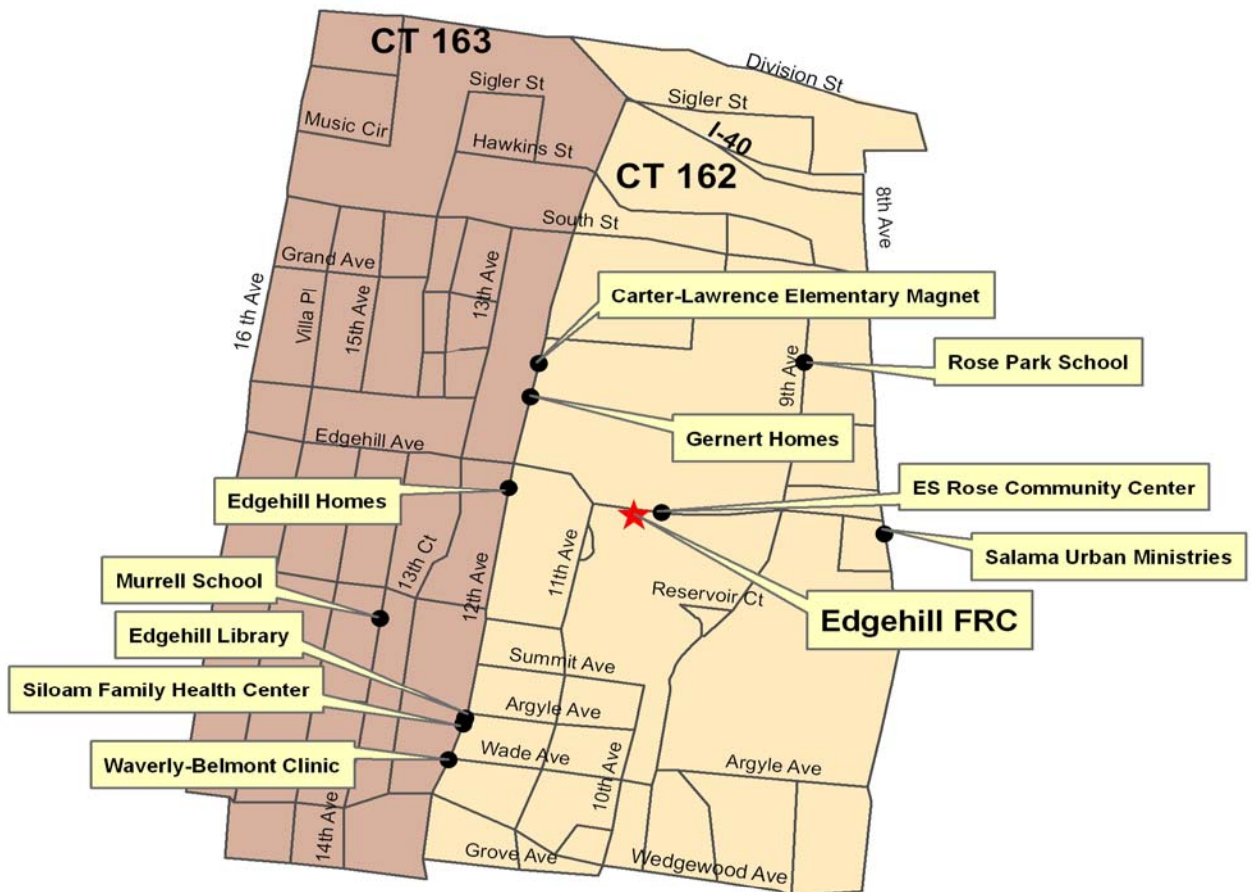 CT 163
Division St
Sigler St
Sigler St
Music Cir
I-40
Hawkins St
CT 162
8th Ave
South St
Grand Ave
13th Ave
16 th Ave
Villa Pl
15th Ave
Carter-Lawrence Elementary Magnet
Rose Park School
9th Ave
Gernert Homes
Edgehill Ave
Edgehill Homes
ES Rose Community Center
Salama Urban Ministries
11th Ave
13th Ct
12th Ave
Murrell School
Reservoir Ct
Edgehill FRC
Edgehill Library
Summit Ave
Siloam Family Health Center
Argyle Ave
Waverly-Belmont Clinic
Wade Ave
10th Ave
Argyle Ave
14th Ave
Grove Ave
Wedgewood Ave